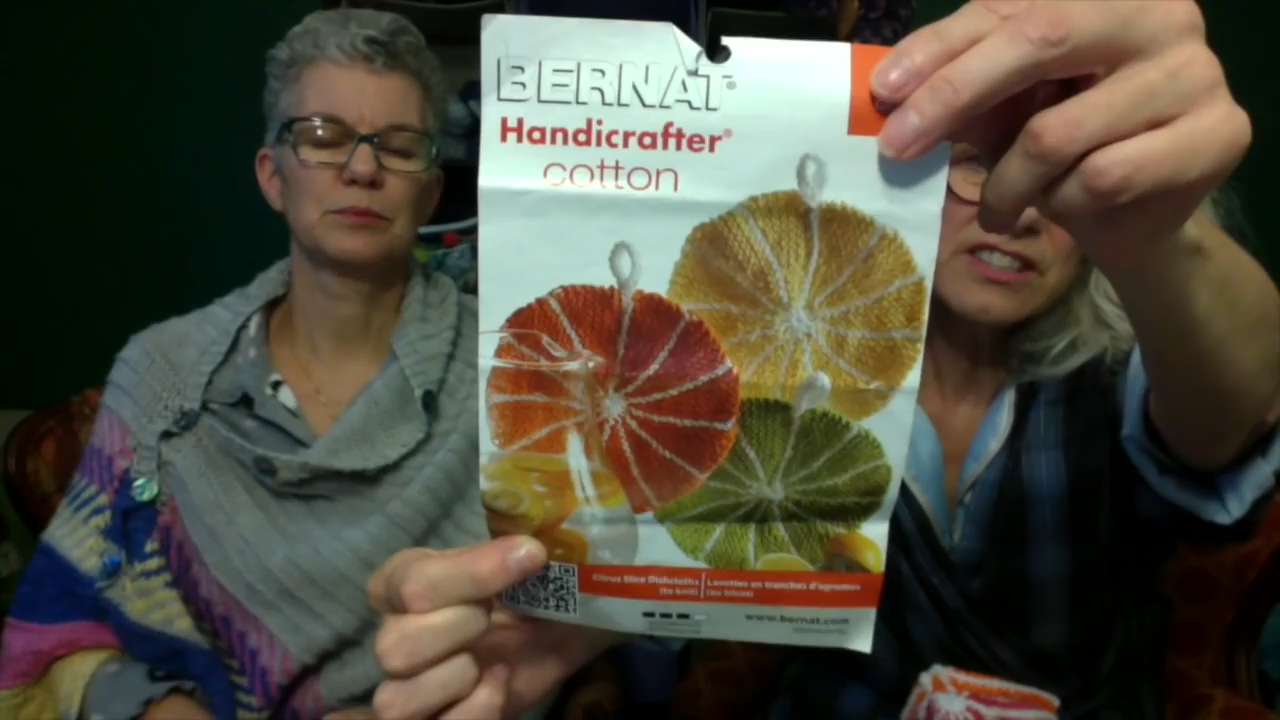 BERNAT®
Handicrafter®
cotton
Citrus Slice Dishcloths
(to knit)
Lavettes en tranches d'agrumes
(au tricot)
www.bernat.com